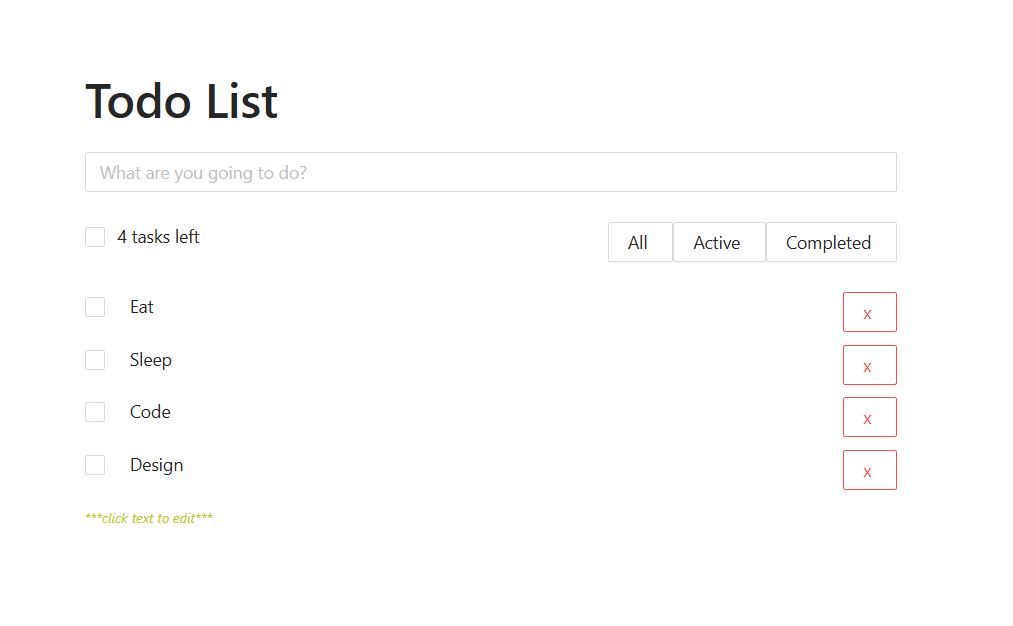 Todo List
What are you going to do?
4 tasks left All Active Completed
Eat x
Sleep x
Code x
Design x
***click text to edit***